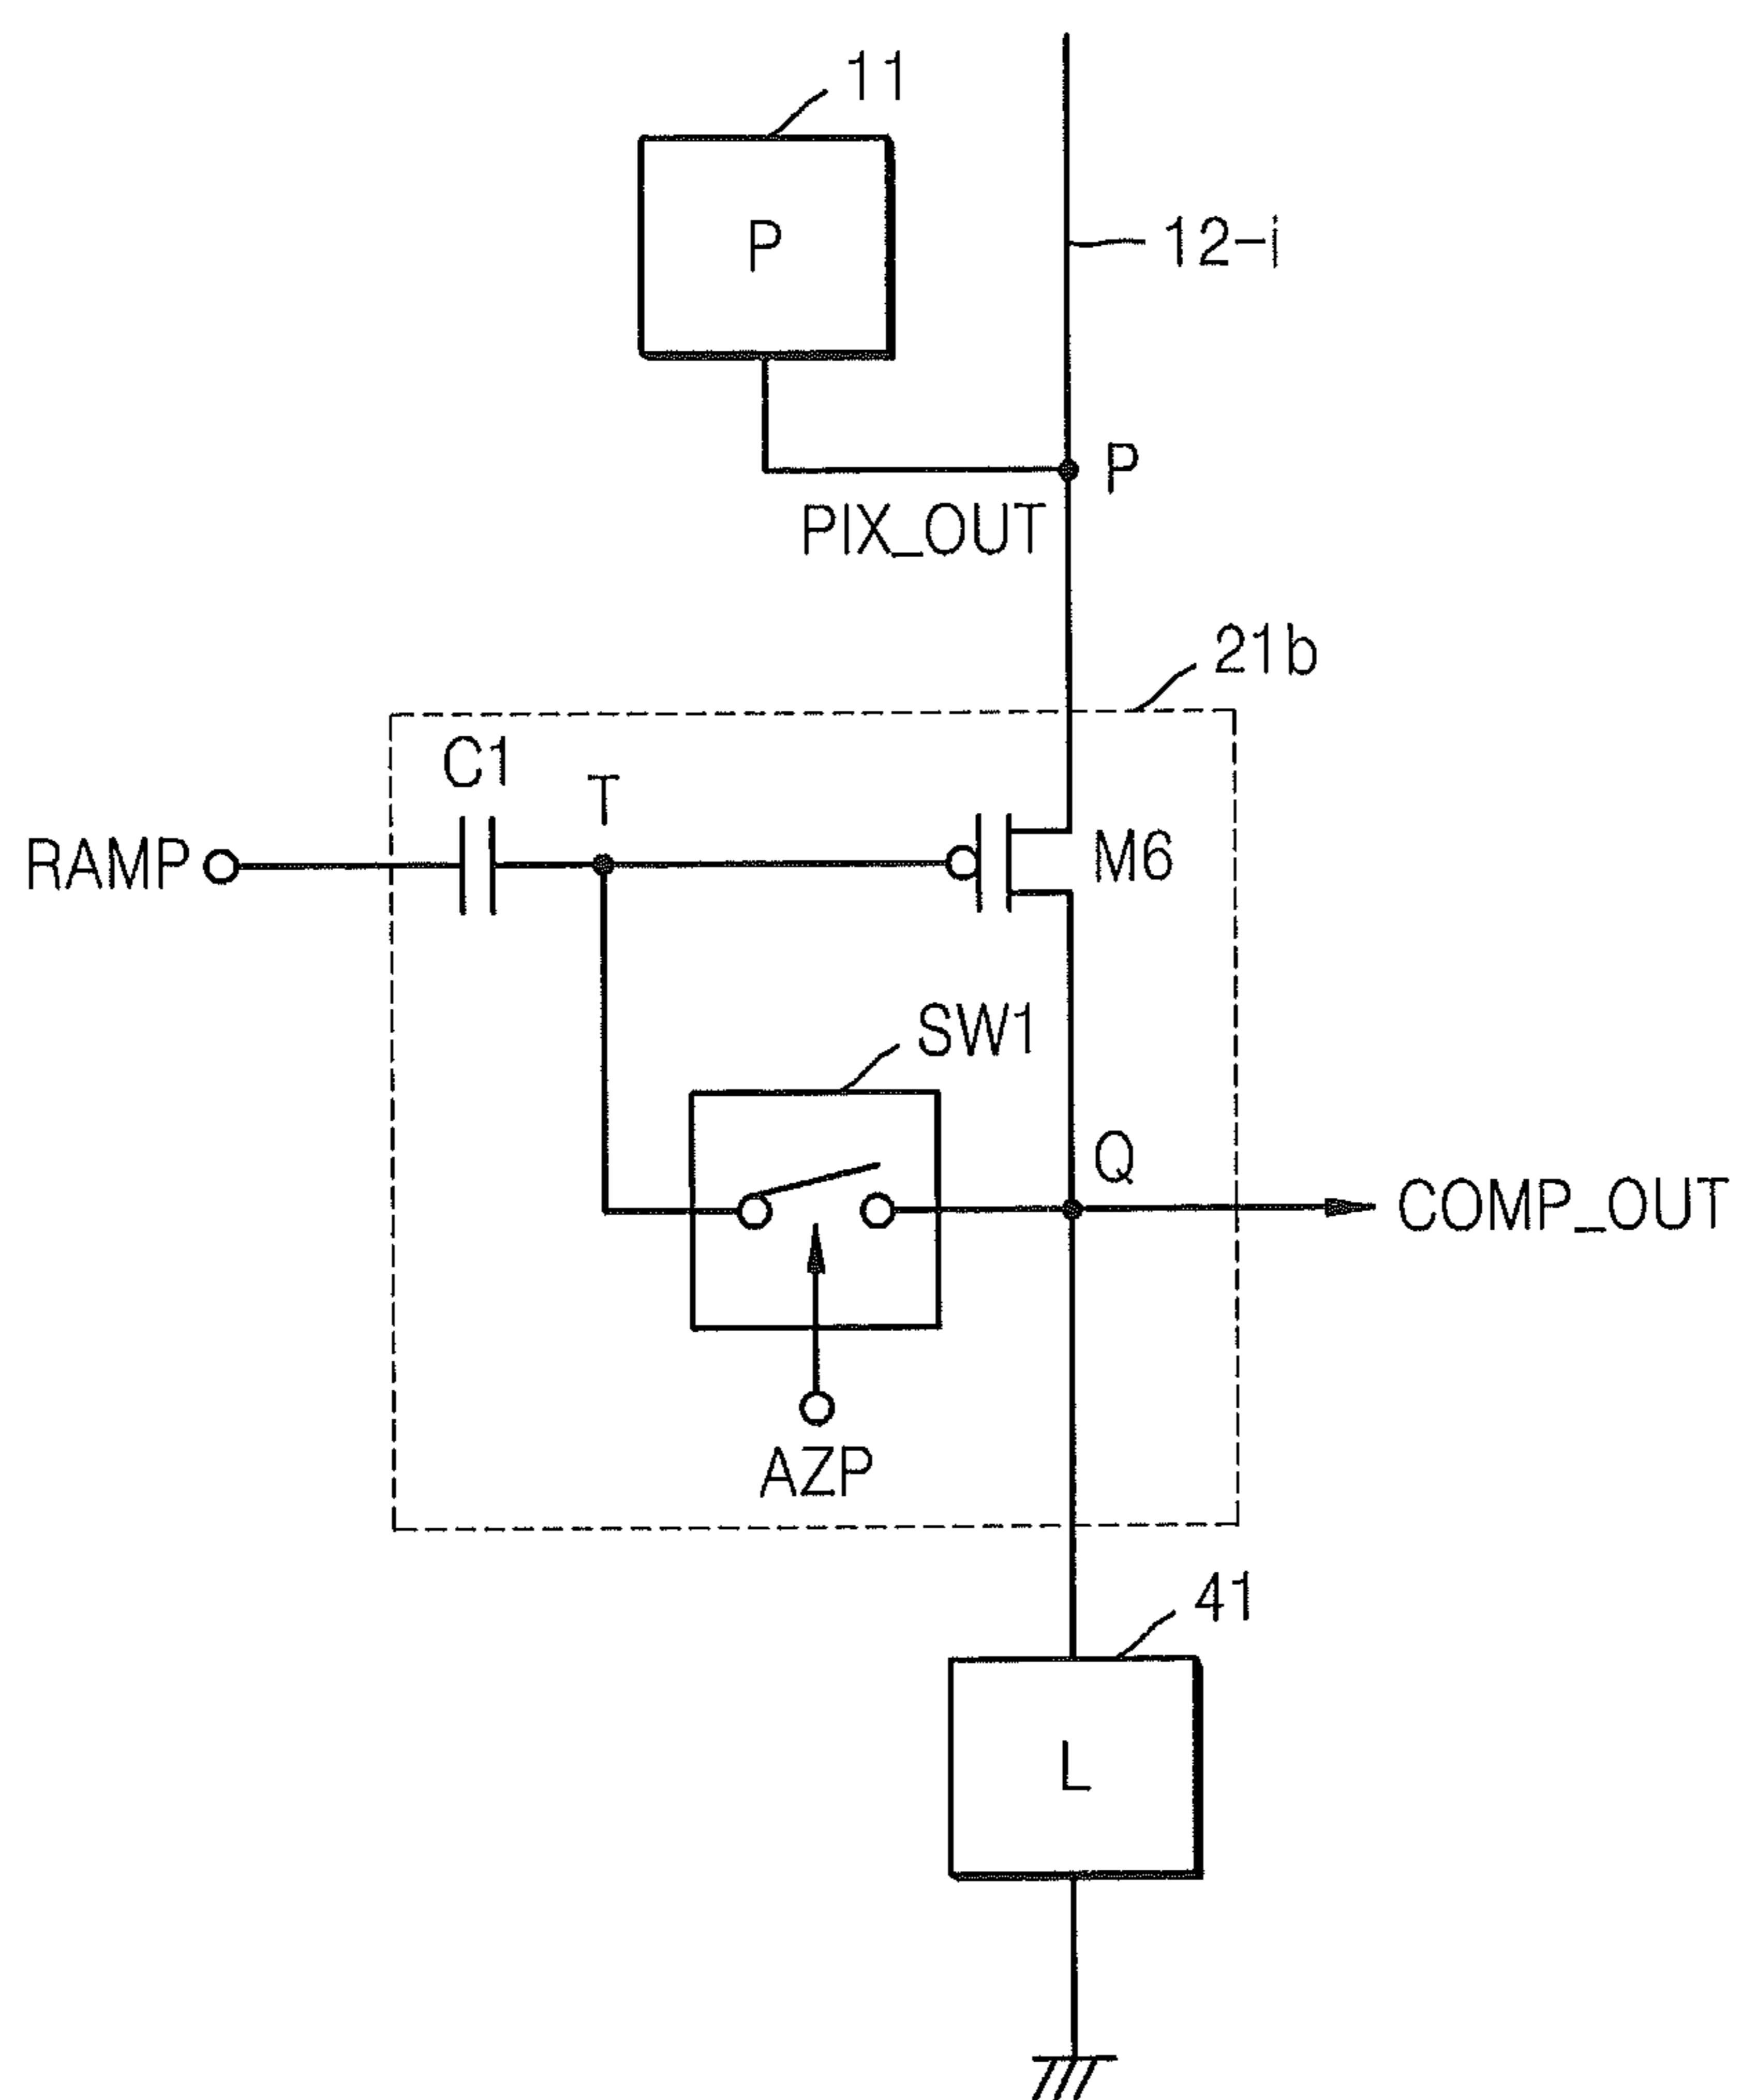 11
P
12-i
P
PIX_OUT
21b
C1
T
RAMP
M6
SW1
Q
COMP_OUT
AZP
41
L